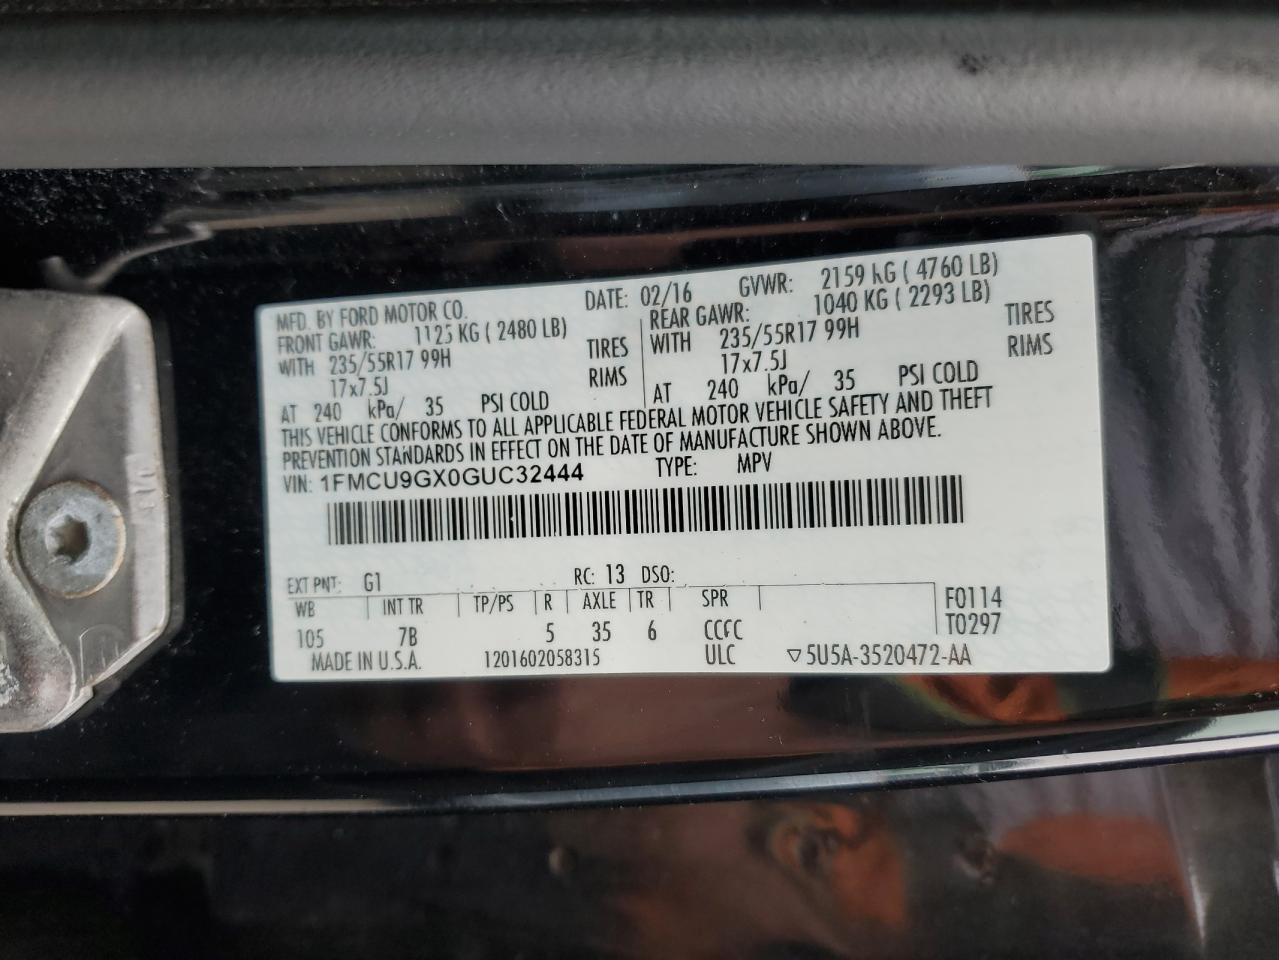 MFD. BY FORD MOTOR CO. DATE: 02/16 GVWR: 2159 KG ( 4760 LB)
FRONT GAWR: 1125 KG ( 2480 LB) REAR GAWR: 1040 KG ( 2293 LB)
WITH 235/55R17 99H TIRES WITH 235/55R17 99H TIRES
17x7.5J RIMS 17x7.5J RIMS
AT 240 kPa/ 35 PSI COLD AT 240 kPa/ 35 PSI COLD
THIS VEHICLE CONFORMS TO ALL APPLICABLE FEDERAL MOTOR VEHICLE SAFETY AND THEFT
PREVENTION STANDARDS IN EFFECT ON THE DATE OF MANUFACTURE SHOWN ABOVE.
VIN: 1FMCU9GX0GUC32444 TYPE: MPV
EXT PNT: G1 RC: 13 DSO:
WB INT TR TP/PS R AXLE TR SPR F0114
105 7B 5 35 6 CCFC T0297
MADE IN U.S.A. 1201602058315 ULC ▽5U5A-3520472-AA